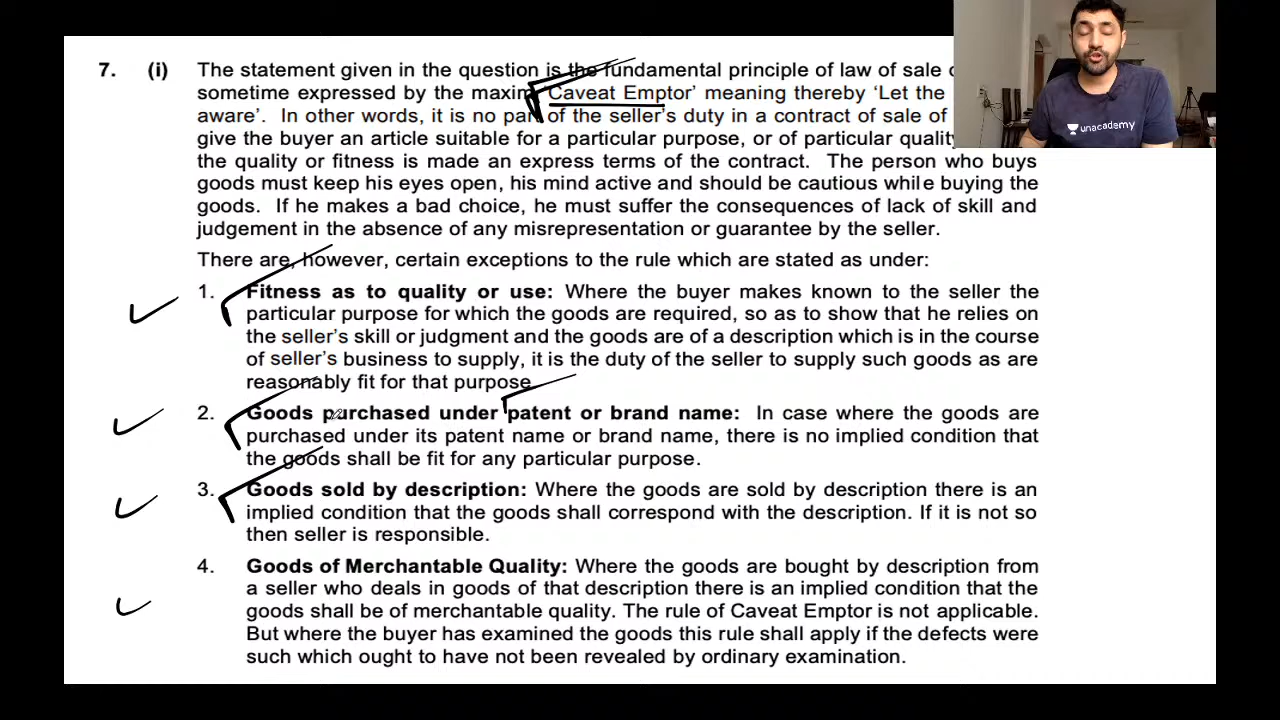 7. (i) The statement given in the question is the fundamental principle of law of sale
sometime expressed by the maxim 'Caveat Emptor' meaning thereby 'Let the
aware'. In other words, it is no part of the seller's duty in a contract of sale of
give the buyer an article suitable for a particular purpose, or of particular quality
the quality or fitness is made an express terms of the contract. The person who buys
goods must keep his eyes open, his mind active and should be cautious while buying the
goods. If he makes a bad choice, he must suffer the consequences of lack of skill and
judgement in the absence of any misrepresentation or guarantee by the seller.
There are, however, certain exceptions to the rule which are stated as under:
1. Fitness as to quality or use: Where the buyer makes known to the seller the
particular purpose for which the goods are required, so as to show that he relies on
the seller's skill or judgment and the goods are of a description which is in the course
of seller's business to supply, it is the duty of the seller to supply such goods as are
reasonably fit for that purpose.
2. Goods purchased under patent or brand name: In case where the goods are
purchased under its patent name or brand name, there is no implied condition that
the goods shall be fit for any particular purpose.
3. Goods sold by description: Where the goods are sold by description there is an
implied condition that the goods shall correspond with the description. If it is not so
then seller is responsible.
4. Goods of Merchantable Quality: Where the goods are bought by description from
a seller who deals in goods of that description there is an implied condition that the
goods shall be of merchantable quality. The rule of Caveat Emptor is not applicable.
But where the buyer has examined the goods this rule shall apply if the defects were
such which ought to have not been revealed by ordinary examination.
unacademy